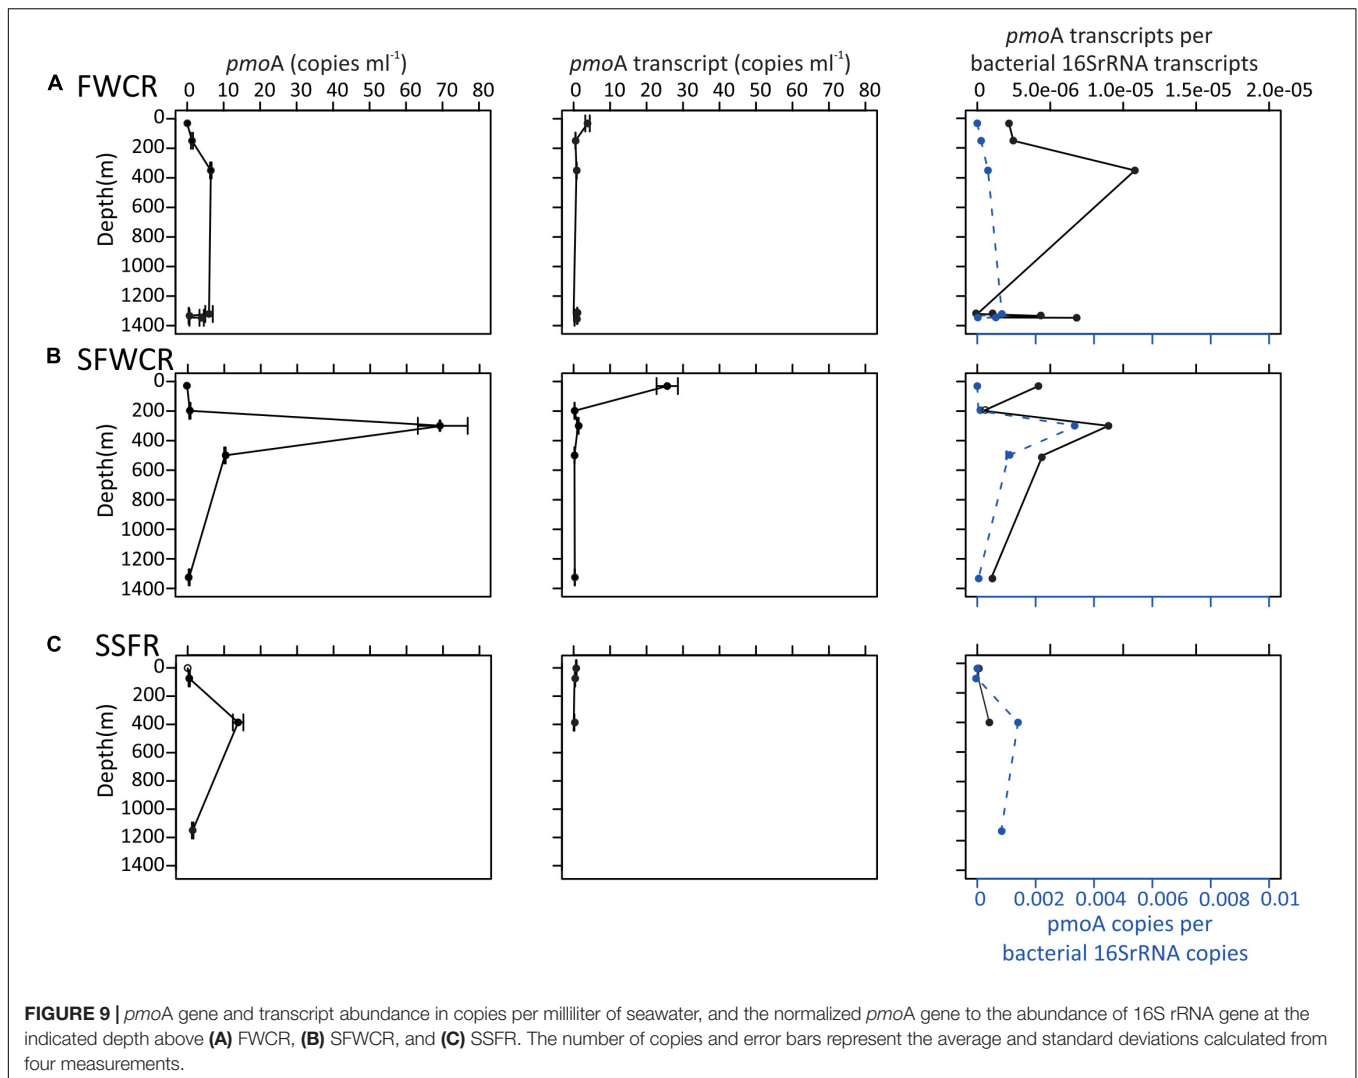 pmoA (copies ml-1)
pmoA transcript (copies ml-1)
pmoA transcripts per
bacterial 16SrRNA transcripts
A FWCR
0 10 20 30 40 50 60 70 80
0 10 20 30 40 50 60 70 80
0 5.0e-06 1.0e-05 1.5e-05 2.0e-05
Depth(m)
0
200
400
600
800
1000
1200
1400
B SFWCR
Depth(m)
0
200
400
600
800
1000
1200
1400
C SSFR
Depth(m)
0
200
400
600
800
1000
1200
1400
0 0.002 0.004 0.006 0.008 0.01
pmoA copies per
bacterial 16SrRNA copies
FIGURE 9 | pmoA gene and transcript abundance in copies per milliliter of seawater, and the normalized pmoA gene to the abundance of 16S rRNA gene at the
indicated depth above (A) FWCR, (B) SFWCR, and (C) SSFR. The number of copies and error bars represent the average and standard deviations calculated from
four measurements.